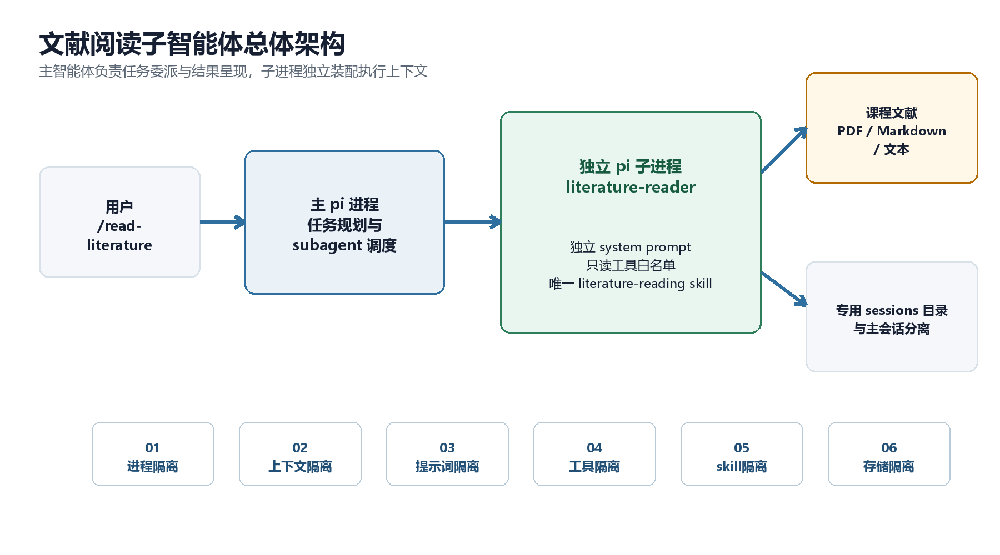 文献阅读子智能体总体架构
主智能体负责任务委派与结果呈现，子进程独立装配执行上下文
用户
/read-
literature
主 pi 进程
任务规划与
subagent 调度
独立 pi 子进程
literature-reader
独立 system prompt
只读工具白名单
唯一 literature-reading skill
课程文献
PDF / Markdown
/ 文本
专用 sessions 目录
与主会话分离
01
进程隔离
02
上下文隔离
03
提示词隔离
04
工具隔离
05
skill隔离
06
存储隔离